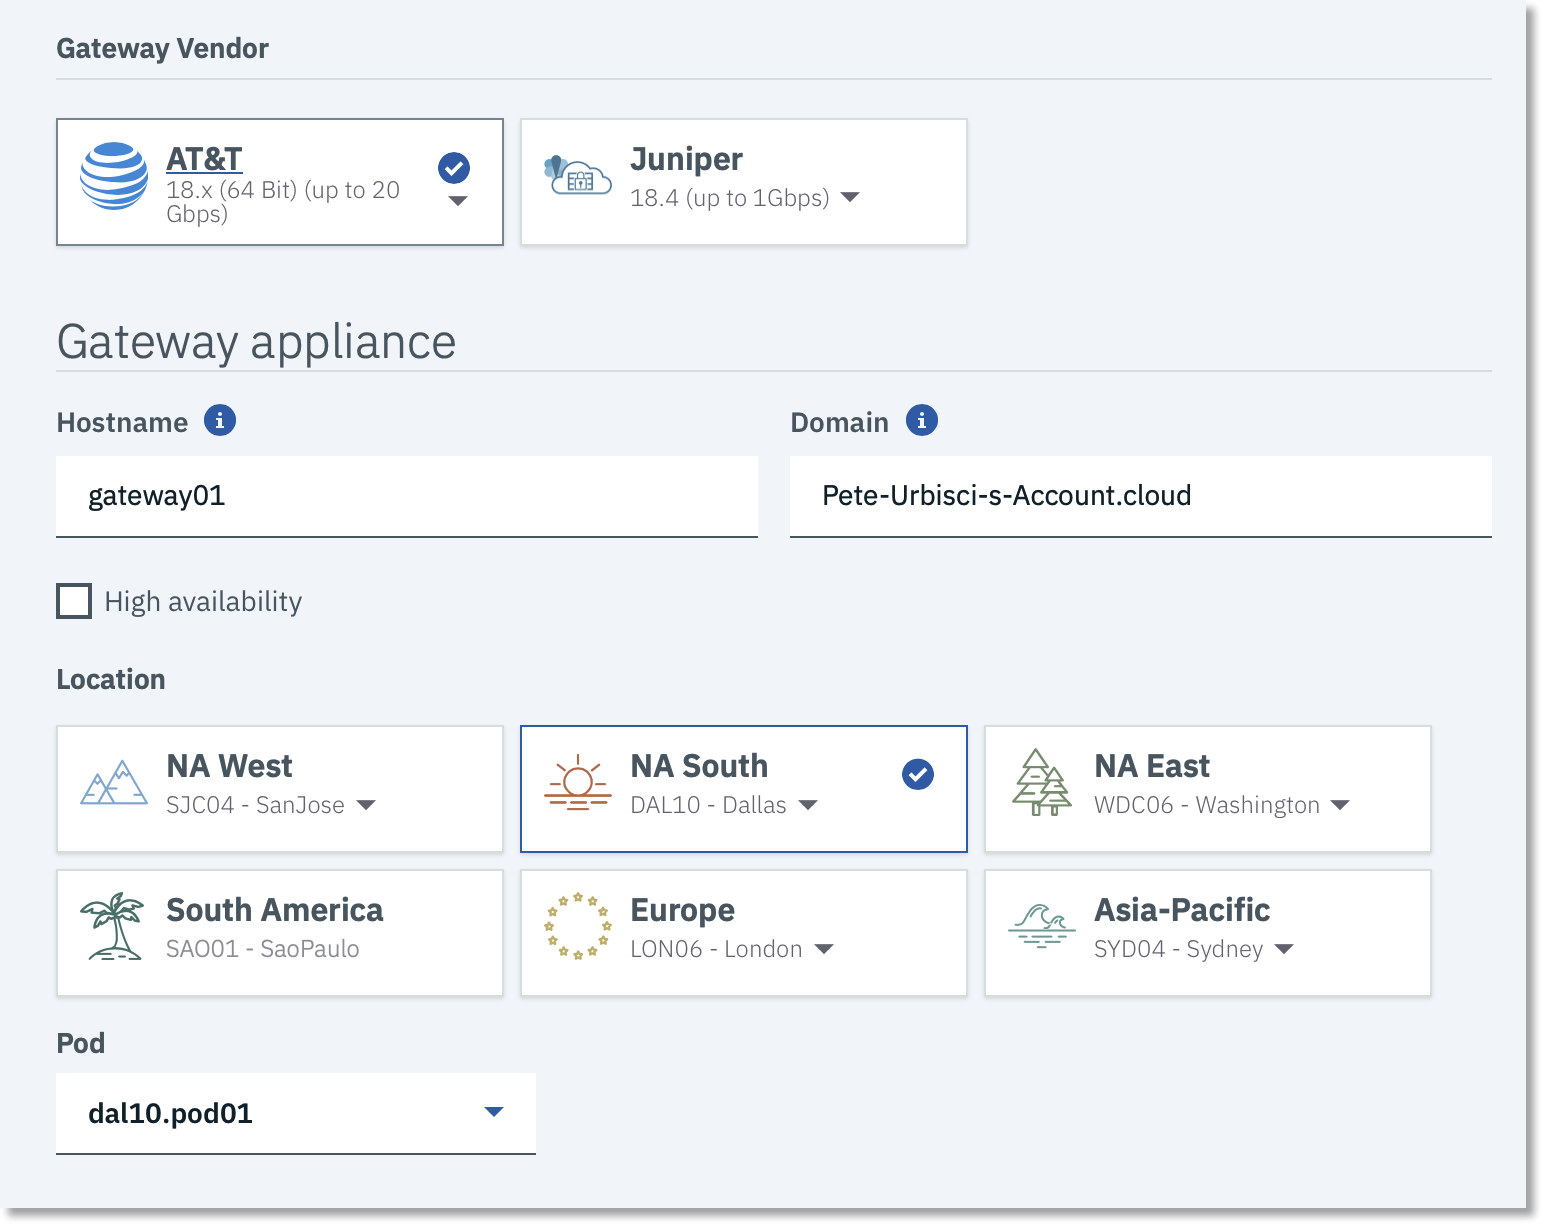 Gateway Vendor
AT&T
18.x (64 Bit) (up to 20
Gbps)
Juniper
18.4 (up to 1Gbps)
Gateway appliance
Hostname
Domain
gateway01
Pete-Urbisci-s-Account.cloud
High availability
Location
NA West
SJC04 - SanJose
NA South
DAL10 - Dallas
NA East
WDC06 - Washington
South America
SAO01 - SaoPaulo
Europe
LON06 - London
Asia-Pacific
SYD04 - Sydney
Pod
dal10.pod01